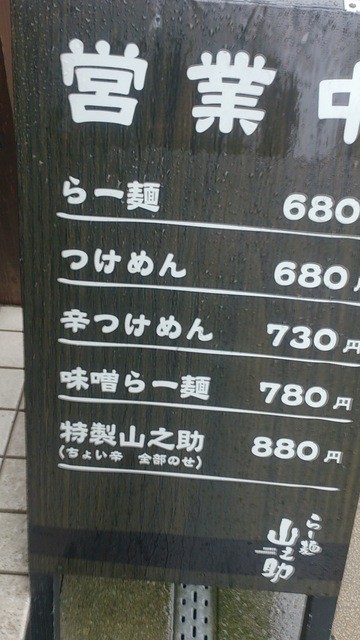 営業中
らー麺 680
つけめん 680円
辛つけめん 730円
味噌らー麺 780円
特製山之助 880円
(ちょい辛 全部のせ)
らー麺
山之助